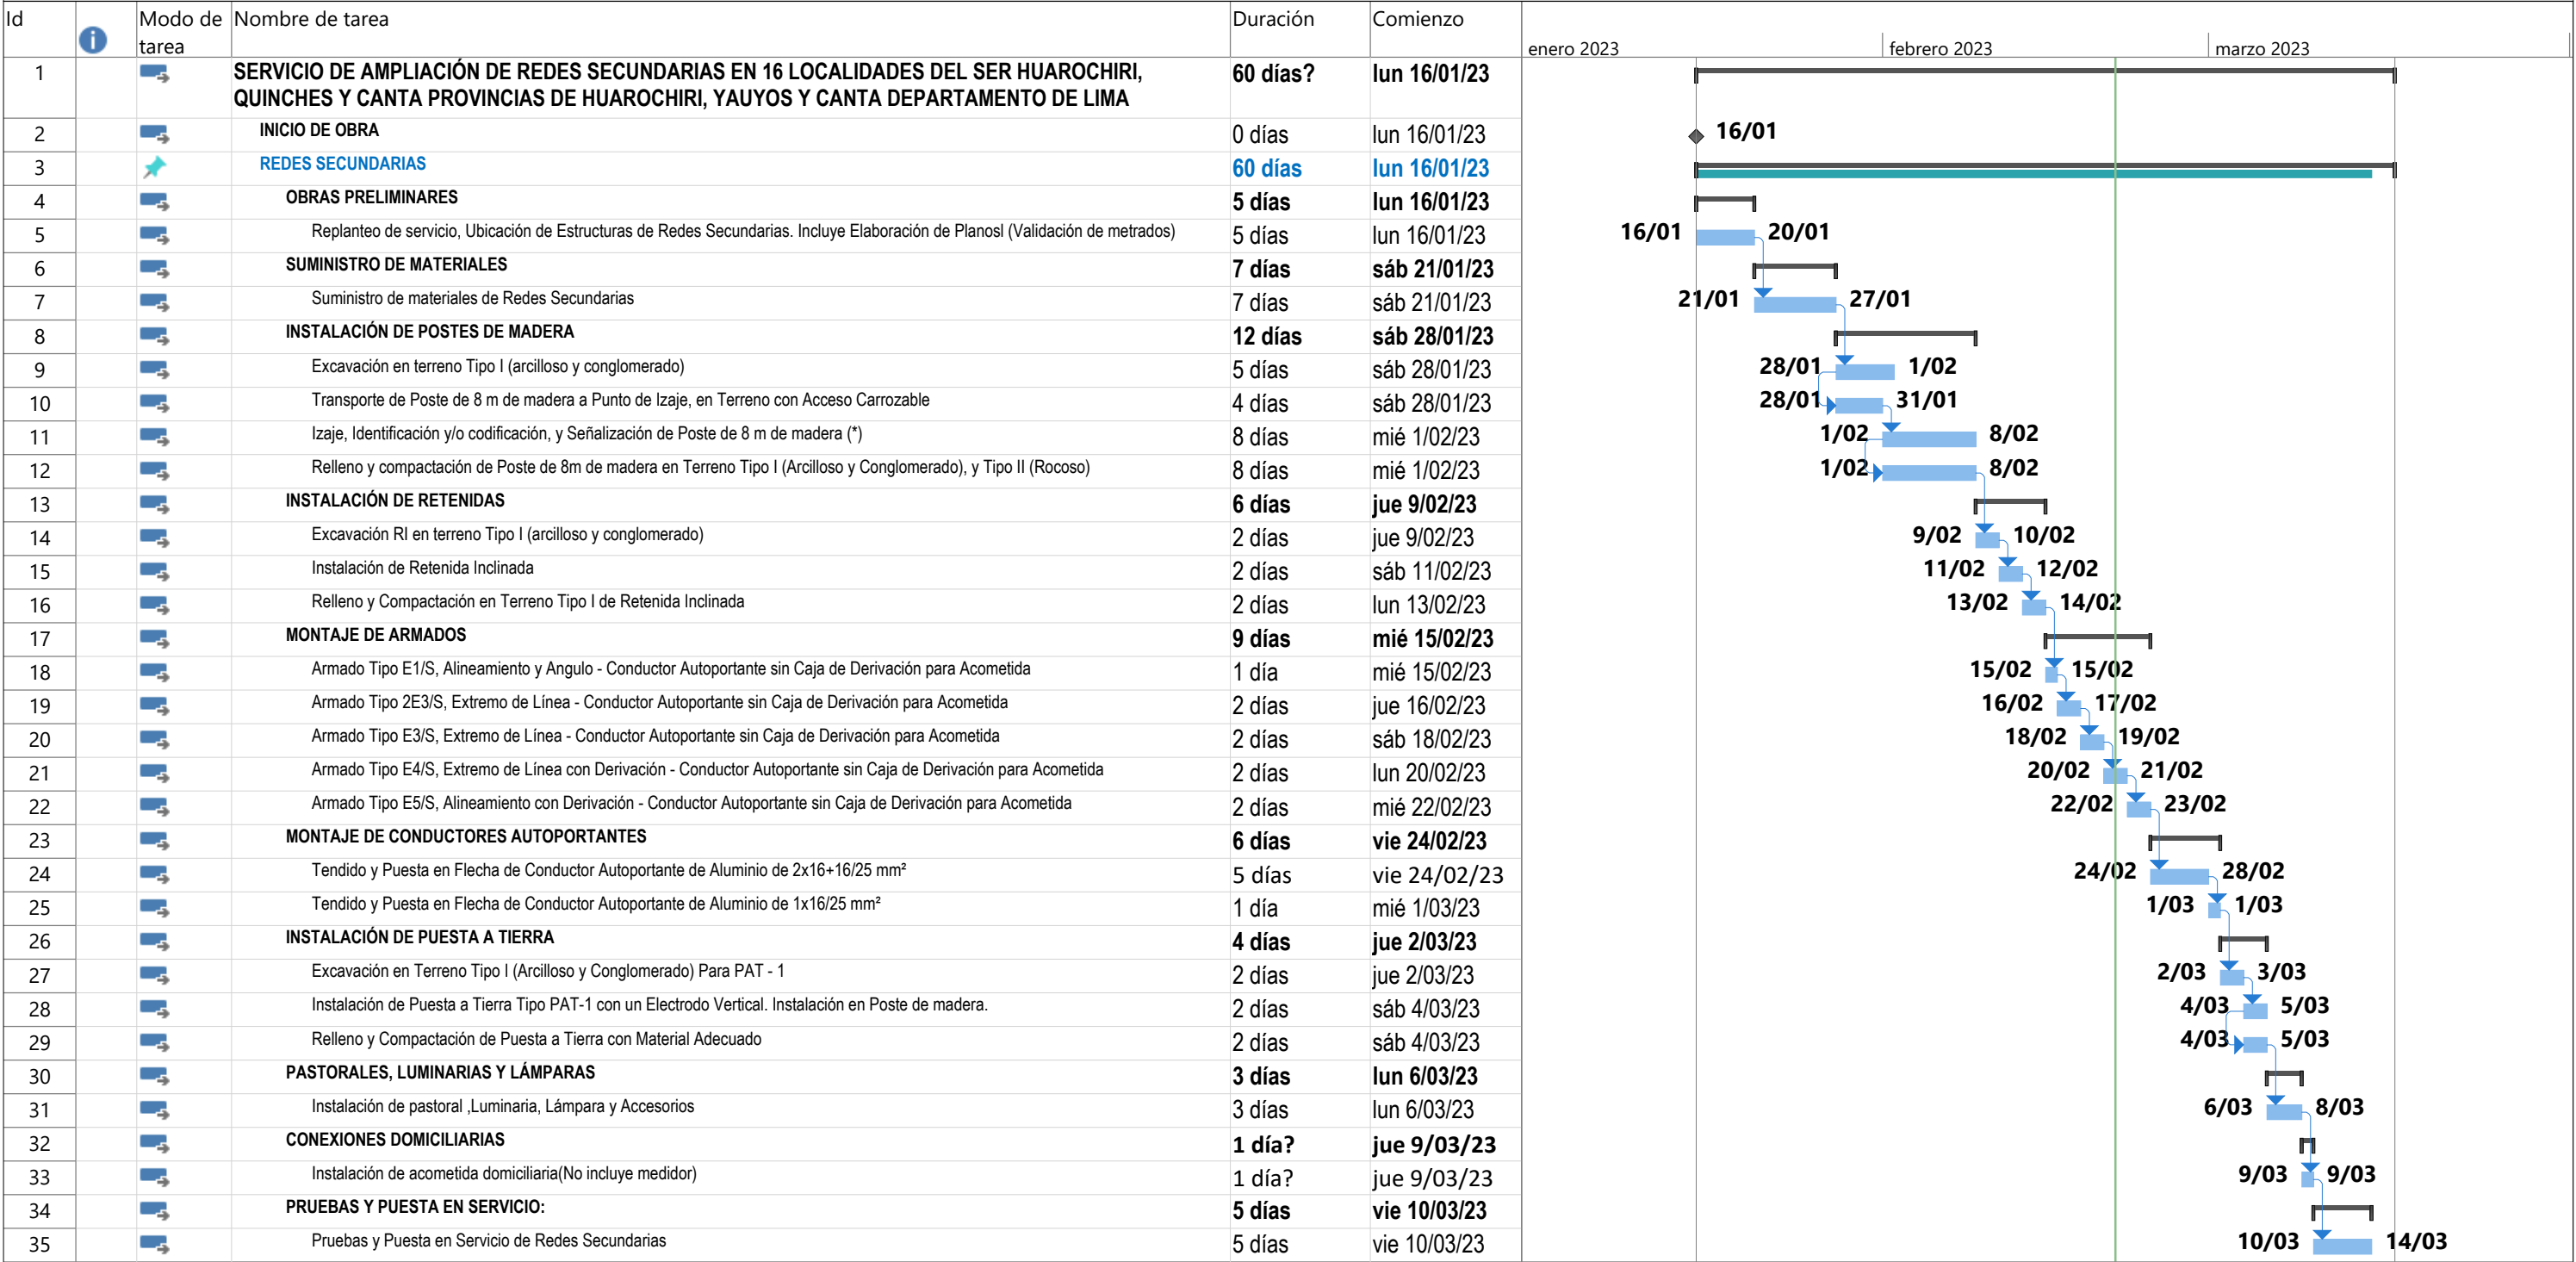 Id Modo de tarea Nombre de tarea Duración Comienzo enero 2023 febrero 2023 marzo 2023
1 SERVICIO DE AMPLIACIÓN DE REDES SECUNDARIAS EN 16 LOCALIDADES DEL SER HUAROCHIRI, 60 días? lun 16/01/23
QUINCHES Y CANTA PROVINCIAS DE HUAROCHIRI, YAUYOS Y CANTA DEPARTAMENTO DE LIMA
2 INICIO DE OBRA 0 días lun 16/01/23 16/01
3 REDES SECUNDARIAS 60 días lun 16/01/23
4 OBRAS PRELIMINARES 5 días lun 16/01/23
5 Replanteo de servicio, Ubicación de Estructuras de Redes Secundarias. Incluye Elaboración de Planosl (Validación de metrados) 5 días lun 16/01/23 16/01 20/01
6 SUMINISTRO DE MATERIALES 7 días sáb 21/01/23
7 Suministro de materiales de Redes Secundarias 7 días sáb 21/01/23 21/01 27/01
8 INSTALACIÓN DE POSTES DE MADERA 12 días sáb 28/01/23
9 Excavación en terreno Tipo I (arcilloso y conglomerado) 5 días sáb 28/01/23 28/01 1/02
10 Transporte de Poste de 8 m de madera a Punto de Izaje, en Terreno con Acceso Carrozable 4 días sáb 28/01/23 28/01 31/01
11 Izaje, Identificación y/o codificación, y Señalización de Poste de 8 m de madera (*) 8 días mié 1/02/23 1/02 8/02
12 Relleno y compactación de Poste de 8m de madera en Terreno Tipo I (Arcilloso y Conglomerado), y Tipo II (Rocoso) 8 días mié 1/02/23 1/02 8/02
13 INSTALACIÓN DE RETENIDAS 6 días jue 9/02/23
14 Excavación RI en terreno Tipo I (arcilloso y conglomerado) 2 días jue 9/02/23 9/02 10/02
15 Instalación de Retenida Inclinada 2 días sáb 11/02/23 11/02 12/02
16 Relleno y Compactación en Terreno Tipo I de Retenida Inclinada 2 días lun 13/02/23 13/02 14/02
17 MONTAJE DE ARMADOS 9 días mié 15/02/23
18 Armado Tipo E1/S, Alineamiento y Angulo - Conductor Autoportante sin Caja de Derivación para Acometida 1 día mié 15/02/23 15/02 15/02
19 Armado Tipo 2E3/S, Extremo de Línea - Conductor Autoportante sin Caja de Derivación para Acometida 2 días jue 16/02/23 16/02 17/02
20 Armado Tipo E3/S, Extremo de Línea - Conductor Autoportante sin Caja de Derivación para Acometida 2 días sáb 18/02/23 18/02 19/02
21 Armado Tipo E4/S, Extremo de Línea con Derivación - Conductor Autoportante sin Caja de Derivación para Acometida 2 días lun 20/02/23 20/02 21/02
22 Armado Tipo E5/S, Alineamiento con Derivación - Conductor Autoportante sin Caja de Derivación para Acometida 2 días mié 22/02/23 22/02 23/02
23 MONTAJE DE CONDUCTORES AUTOPORTANTES 6 días vie 24/02/23
24 Tendido y Puesta en Flecha de Conductor Autoportante de Aluminio de 2x16+16/25 mm² 5 días vie 24/02/23 24/02 28/02
25 Tendido y Puesta en Flecha de Conductor Autoportante de Aluminio de 1x16/25 mm² 1 día mié 1/03/23 1/03 1/03
26 INSTALACIÓN DE PUESTA A TIERRA 4 días jue 2/03/23
27 Excavación en Terreno Tipo I (Arcilloso y Conglomerado) Para PAT - 1 2 días jue 2/03/23 2/03 3/03
28 Instalación de Puesta a Tierra Tipo PAT-1 con un Electrodo Vertical. Instalación en Poste de madera. 2 días sáb 4/03/23 4/03 5/03
29 Relleno y Compactación de Puesta a Tierra con Material Adecuado 2 días sáb 4/03/23 4/03 5/03
30 PASTORALES, LUMINARIAS Y LÁMPARAS 3 días lun 6/03/23
31 Instalación de pastoral ,Luminaria, Lámpara y Accesorios 3 días lun 6/03/23 6/03 8/03
32 CONEXIONES DOMICILIARIAS 1 día? jue 9/03/23
33 Instalación de acometida domiciliaria(No incluye medidor) 1 día? jue 9/03/23 9/03 9/03
34 PRUEBAS Y PUESTA EN SERVICIO: 5 días vie 10/03/23
35 Pruebas y Puesta en Servicio de Redes Secundarias 5 días vie 10/03/23 10/03 14/03